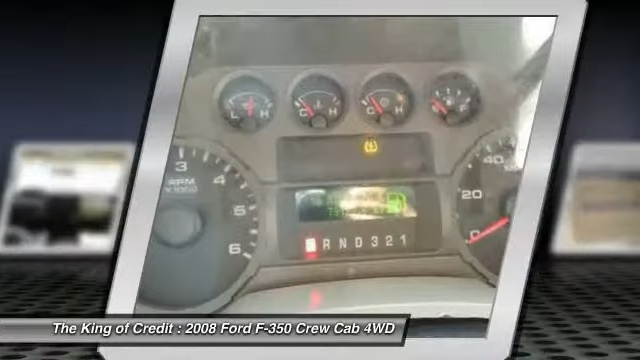 L H
C H
C H
E F
3
4
5
6
RPM
X1000
40
20
0
P R N D 3 2 1
The King of Credit : 2008 Ford F-350 Crew Cab 4WD